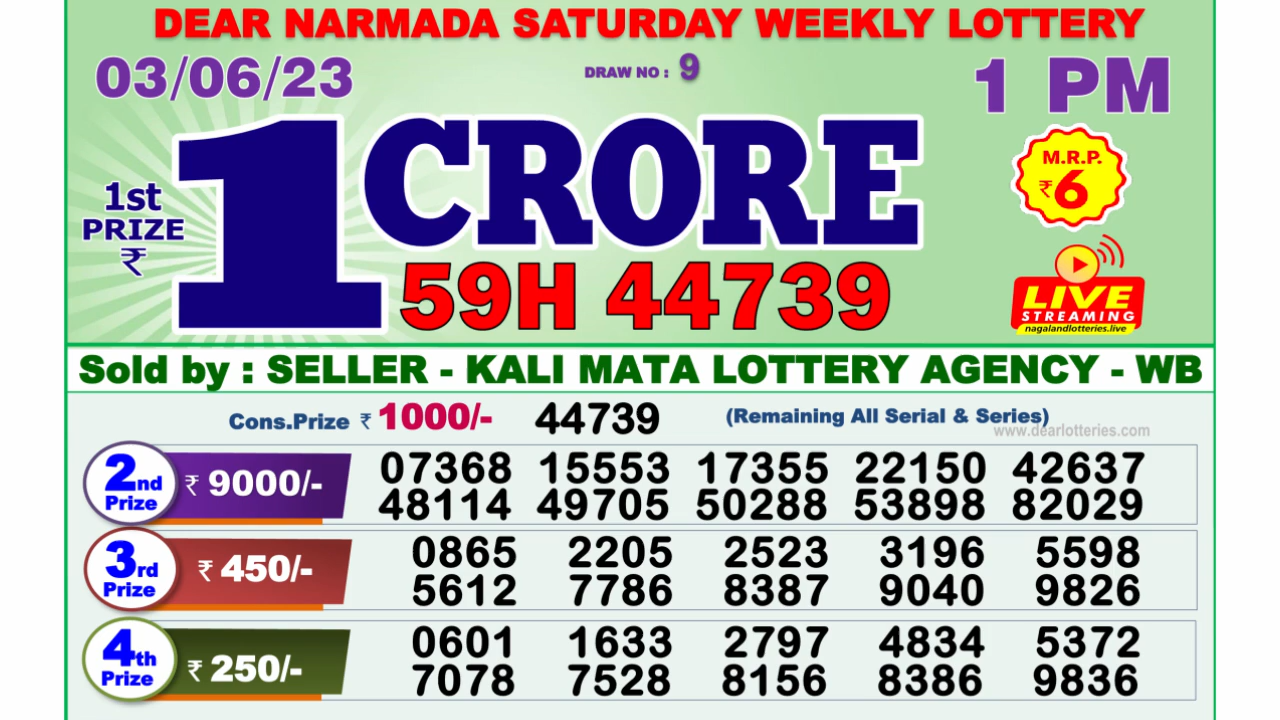 DEAR NARMADA SATURDAY WEEKLY LOTTERY
03/06/23 DRAW NO : 9 1 PM
1st PRIZE ₹ 1 CRORE
M.R.P. ₹6
59H 44739
LIVE
STREAMING
nagalandlotteries.live
Sold by : SELLER - KALI MATA LOTTERY AGENCY - WB
Cons.Prize ₹ 1000/- 44739 (Remaining All Serial & Series)
www.dearlotteries.com
2nd Prize ₹ 9000/-
07368 15553 17355 22150 42637
48114 49705 50288 53898 82029
3rd Prize ₹ 450/-
0865 2205 2523 3196 5598
5612 7786 8387 9040 9826
4th Prize ₹ 250/-
0601 1633 2797 4834 5372
7078 7528 8156 8386 9836